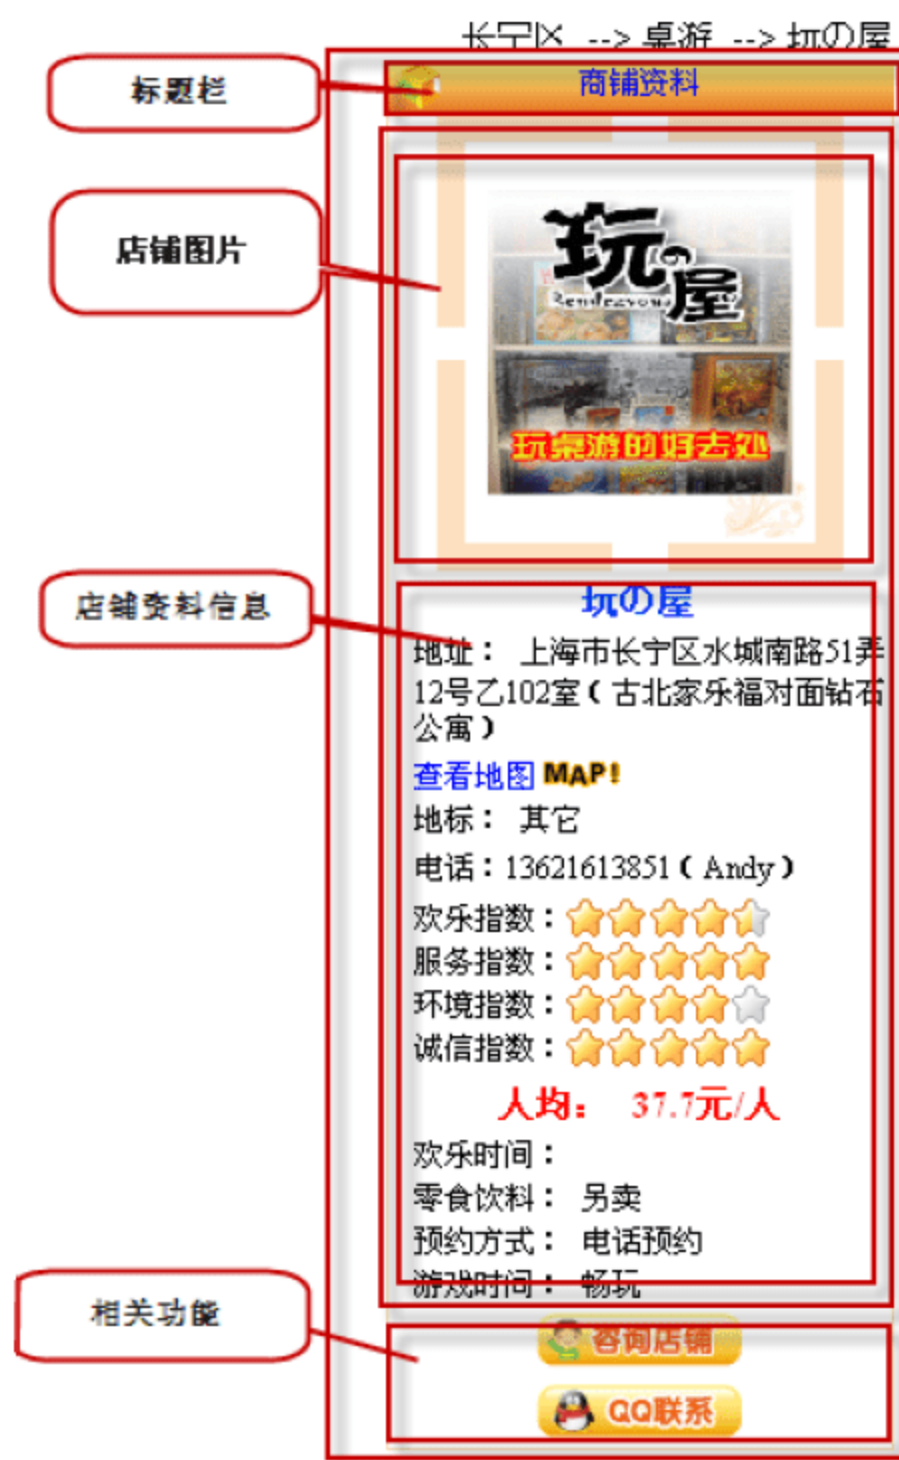 长宁区 --> 桌游 --> 玩の屋
标题栏
商铺资料
店铺图片
玩の屋
Rendezvous
玩桌游的好去处
店铺资料信息
玩の屋
地址： 上海市长宁区水城南路51弄
12号乙102室（古北家乐福对面钻石
公寓）
查看地图 MAP!
地标： 其它
电话：13621613851（Andy）
欢乐指数：
服务指数：
环境指数：
诚信指数：
人均： 37.7元/人
欢乐时间：
零食饮料： 另卖
预约方式： 电话预约
游戏时间： 畅玩
相关功能
咨询店铺
QQ联系